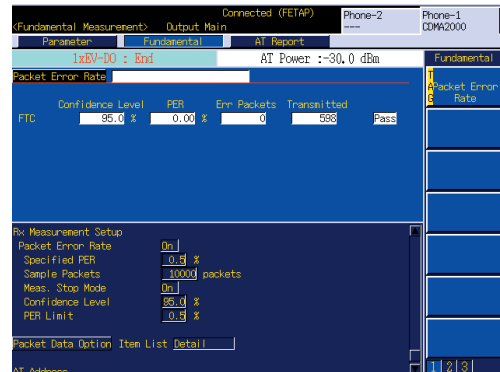 Connected (FETAP)
Phone-2
Phone-1
<Fundamental Measurement> Output Main
---
CDMA2000
Parameter Fundamental AT Report
1xEV-DO : End AT Power :-30.0 dBm Fundamental
Packet Error Rate
TAG
Packet Error Rate
Confidence Level PER Err Packets Transmitted
FTC 95.0 % 0.00 % 0 598 Pass
Rx Measurement Setup
Packet Error Rate On
Specified PER 0.5 %
Sample Packets 10000 packets
Meas. Stop Mode On
Confidence Level 95.0 %
PER Limit 0.5 %
Packet Data Option Item List Detail
AT Address
1 2 3